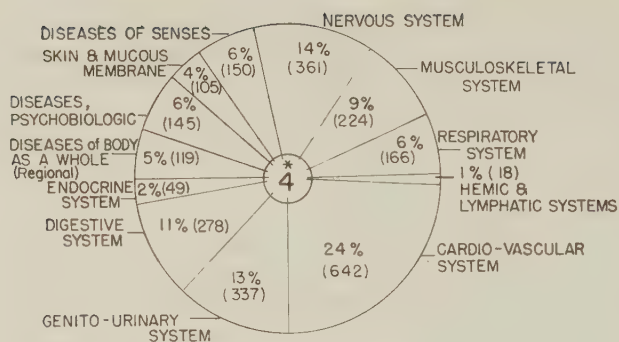 NERVOUS SYSTEM
14%
(361)
MUSCULOSKELETAL
SYSTEM
9%
(224)
RESPIRATORY
SYSTEM
6%
(166)
1% (18)
HEMIC &
LYMPHATIC SYSTEMS
CARDIO-VASCULAR
SYSTEM
24%
(642)
GENITO-URINARY
SYSTEM
13%
(337)
DIGESTIVE
SYSTEM
11% (278)
ENDOCRINE
SYSTEM
2% (49)
DISEASES of BODY
AS A WHOLE
(Regional)
5% (119)
DISEASES,
PSYCHOBIOLOGIC
6%
(145)
SKIN & MUCOUS
MEMBRANE
4%
(105)
DISEASES OF SENSES
6%
(150)
*
4